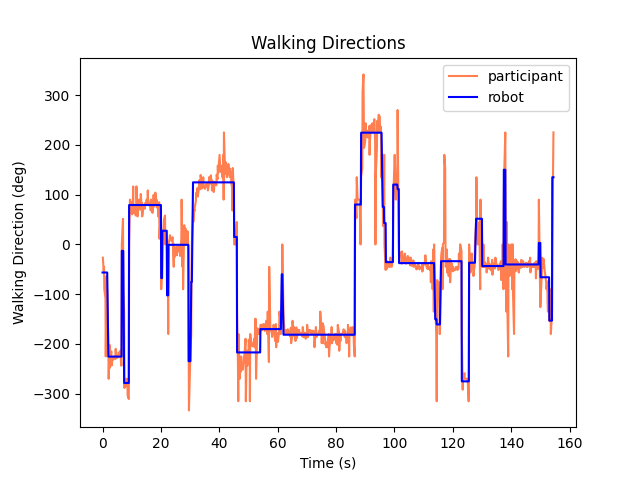 Walking Directions
participant
robot
Walking Direction (deg)
300
200
100
0
−100
−200
−300
0 20 40 60 80 100 120 140 160
Time (s)